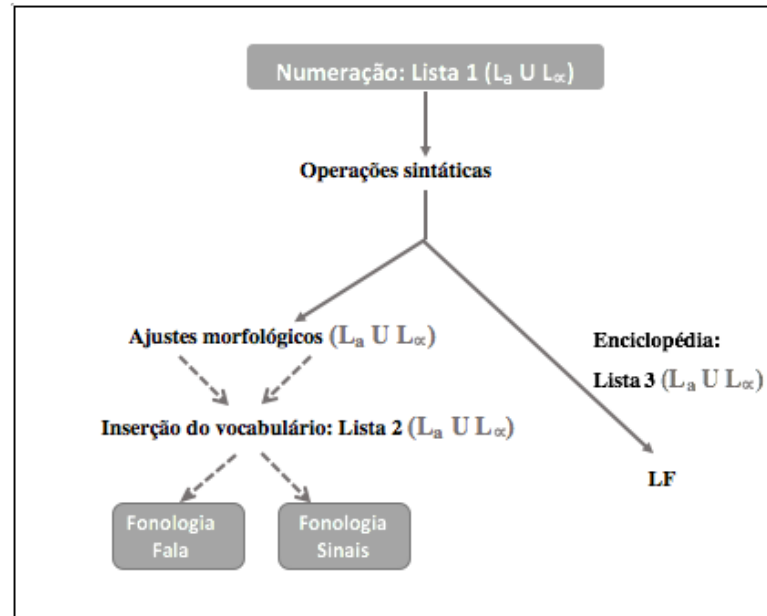 Numeração: Lista 1 (Lₐ U L∝)
Operações sintáticas
Ajustes morfológicos (Lₐ U L∝)
Enciclopédia:
Lista 3 (Lₐ U L∝)
Inserção do vocabulário: Lista 2 (Lₐ U L∝)
LF
Fonologia
Fala
Fonologia
Sinais